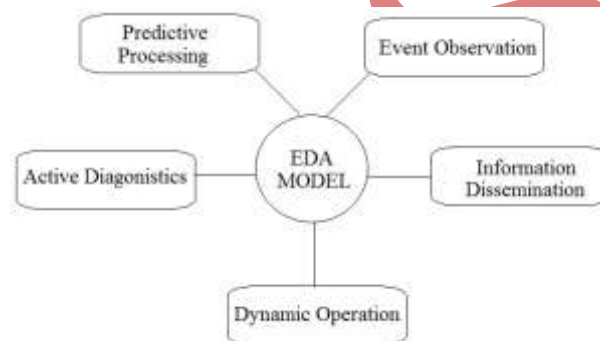 Predictive
Processing
Event Observation
EDA
MODEL
Active Diagonistics
Information
Dissemination
Dynamic Operation